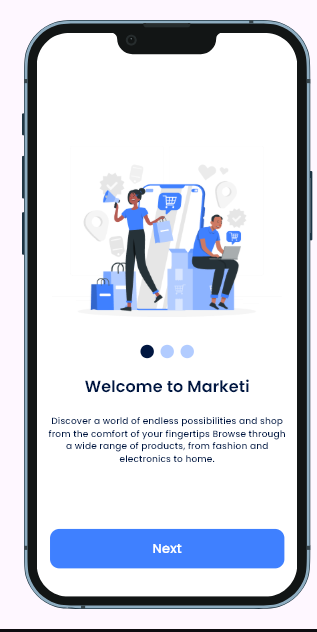 Welcome to Marketi
Discover a world of endless possibilities and shop
from the comfort of your fingertips Browse through
a wide range of products, from fashion and
electronics to home.
Next